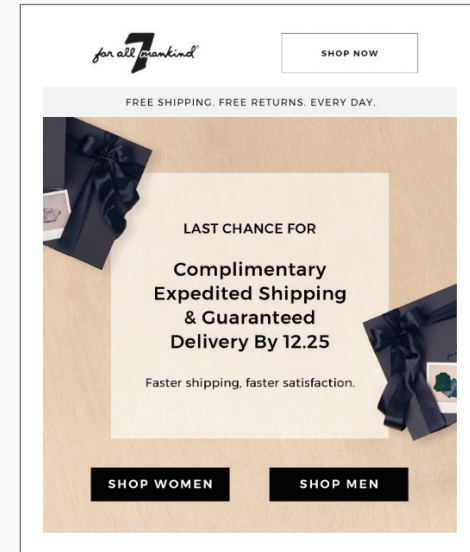 for all 7 mankind
SHOP NOW
FREE SHIPPING. FREE RETURNS. EVERY DAY.
LAST CHANCE FOR
Complimentary
Expedited Shipping
& Guaranteed
Delivery By 12.25
Faster shipping, faster satisfaction.
SHOP WOMEN
SHOP MEN